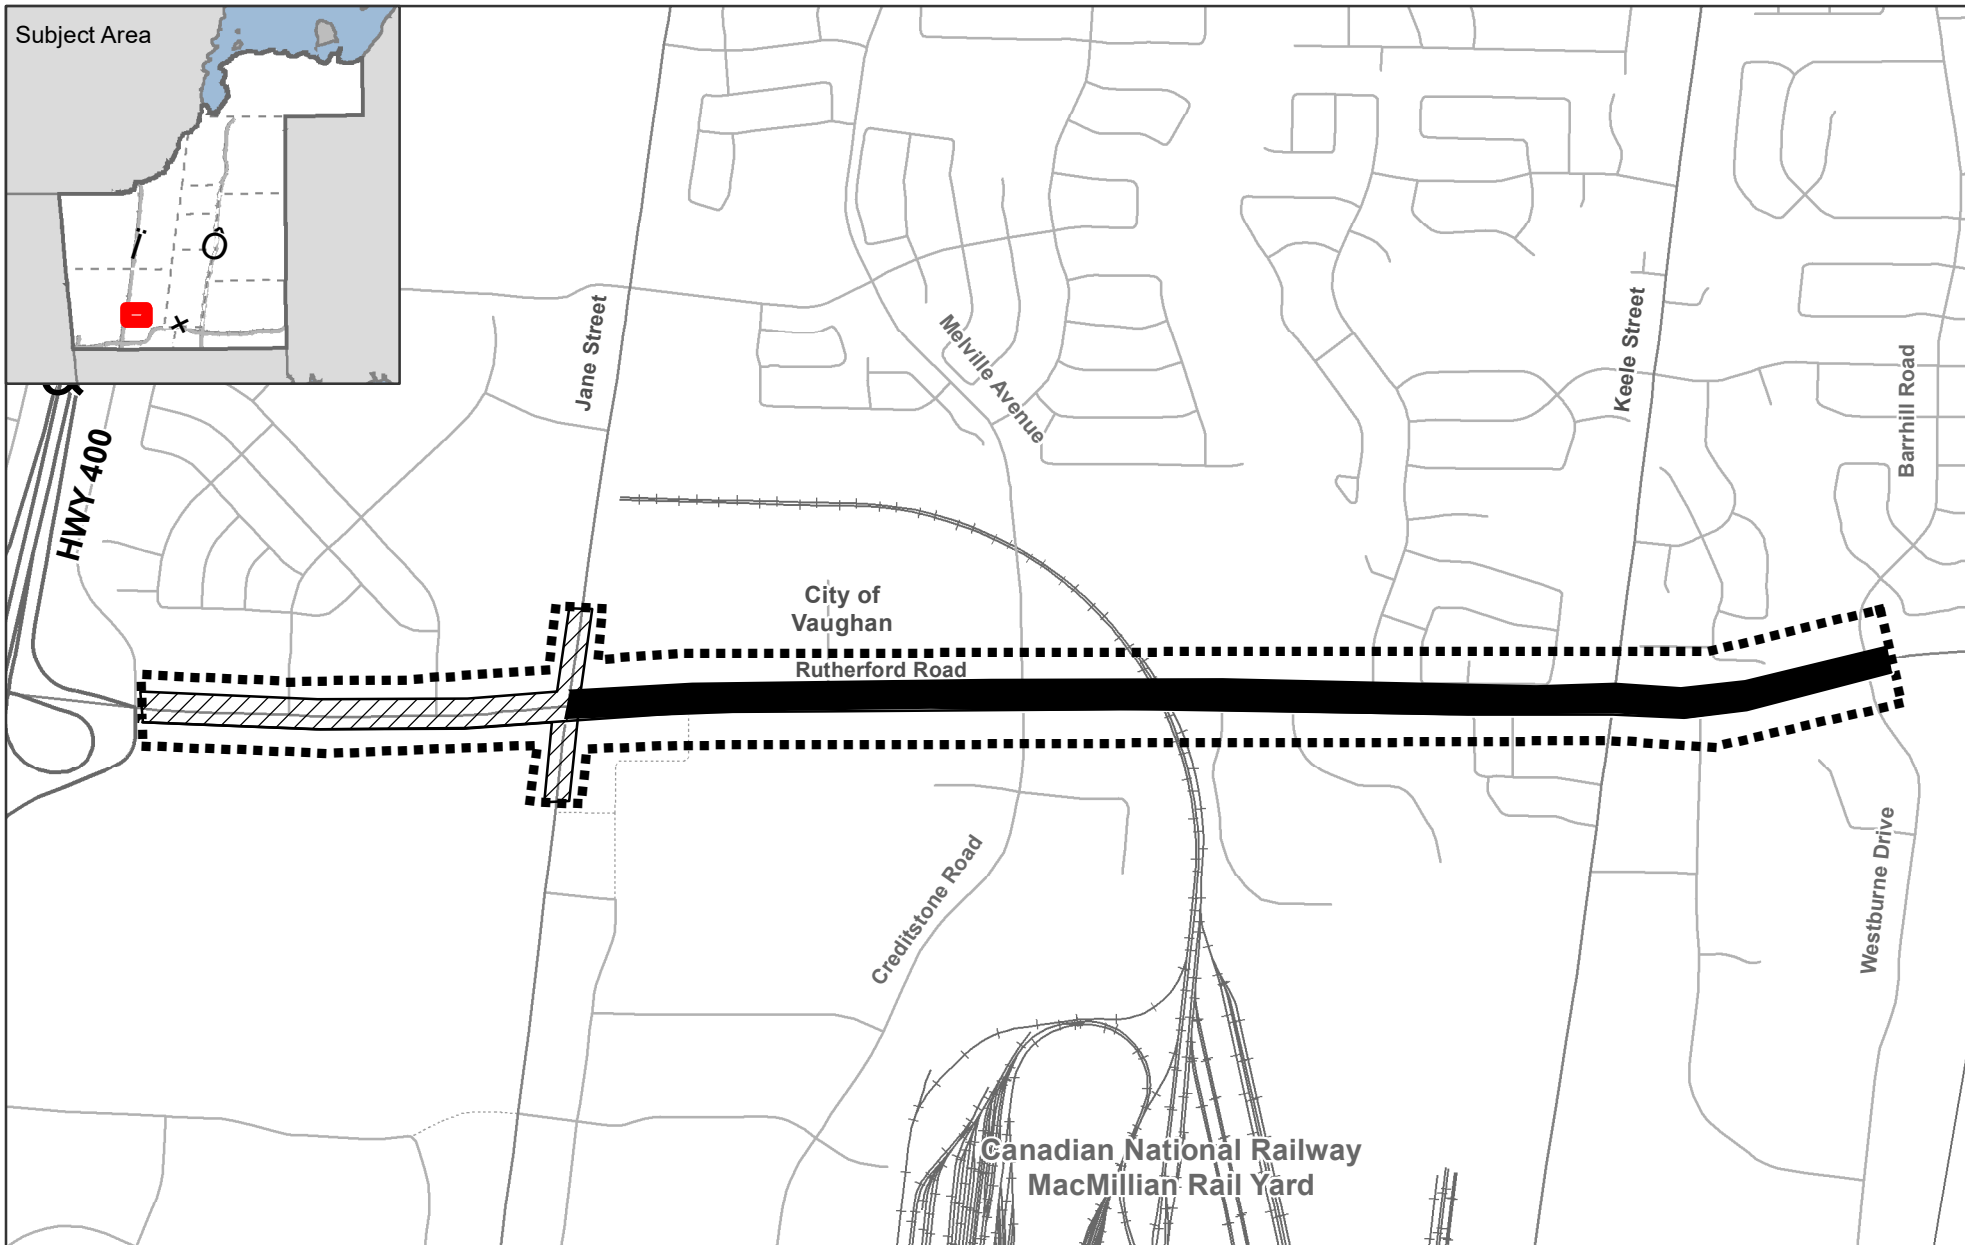 Subject Area
HWY 400
Jane Street
Melville Avenue
Keele Street
Barrhill Road
City of
Vaughan
Rutherford Road
Creditstone Road
Westburne Drive
Canadian National Railway
MacMillian Rail Yard